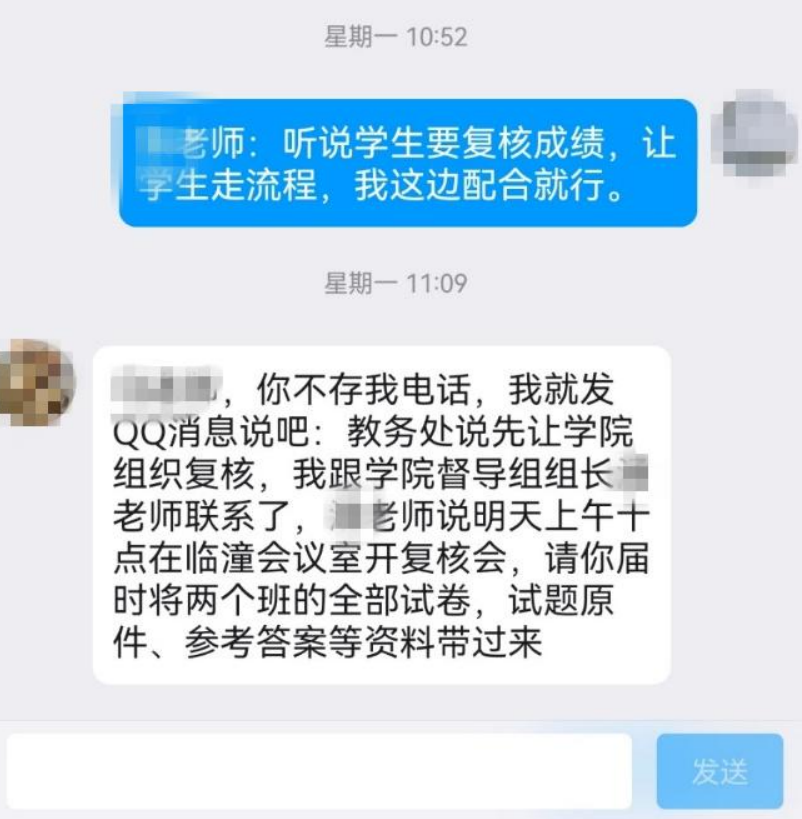 星期一 10:52
老师：听说学生要复核成绩，让
学生走流程，我这边配合就行。
星期一 11:09
，你不存我电话，我就发
QQ消息说吧：教务处说先让学院
组织复核，我跟学院督导组组长
老师联系了，老师说明天上午十
点在临潼会议室开复核会，请你届
时将两个班的全部试卷，试题原
件、参考答案等资料带过来
发送